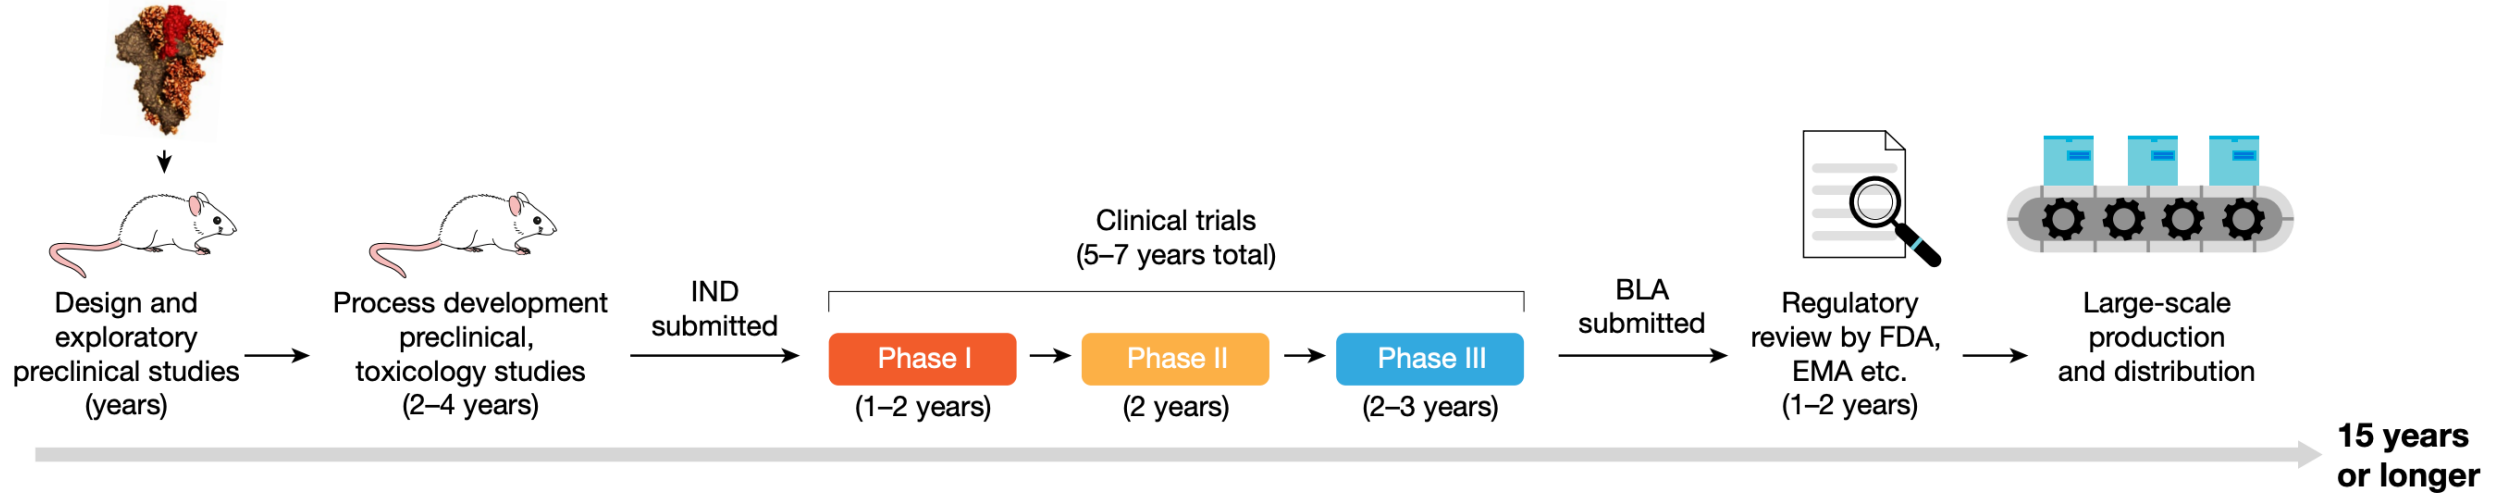 Design and
exploratory
preclinical studies
(years)
Process development
preclinical,
toxicology studies
(2–4 years)
IND
submitted
Clinical trials
(5–7 years total)
Phase I
(1–2 years)
Phase II
(2 years)
Phase III
(2–3 years)
BLA
submitted
Regulatory
review by FDA,
EMA etc.
(1–2 years)
Large-scale
production
and distribution
15 years
or longer